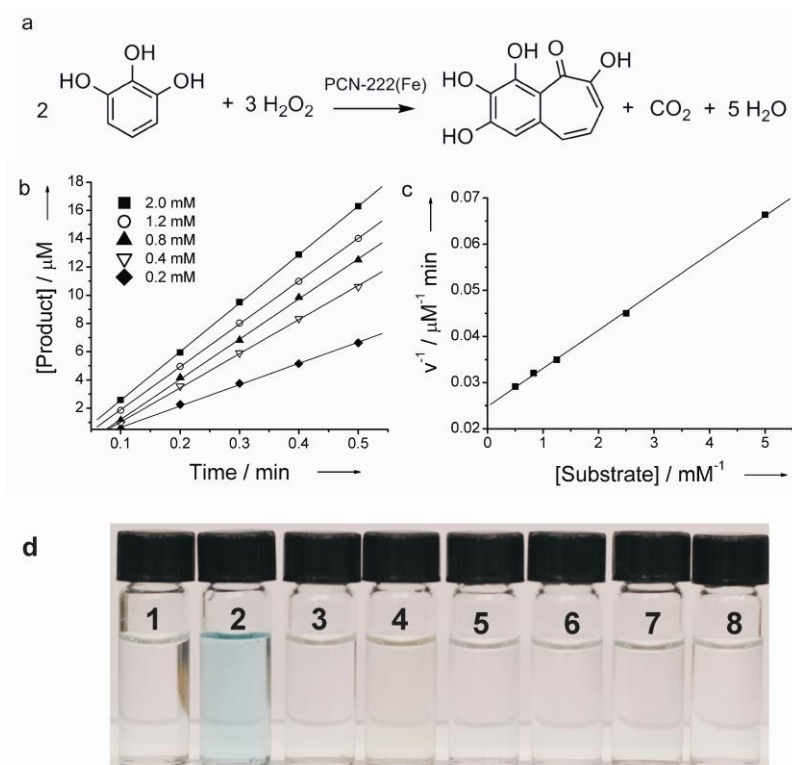 a
OH
HO OH
2 + 3 H₂O₂
PCN-222(Fe)
OH O OH
HO
HO
+ CO₂ + 5 H₂O
b
[Product] / μM
18
16
14
12
10
8
6
4
2
2.0 mM
1.2 mM
0.8 mM
0.4 mM
0.2 mM
0.1 0.2 0.3 0.4 0.5
Time / min
c
v⁻¹ / μM⁻¹ min
0.07
0.06
0.05
0.04
0.03
0.02
0 1 2 3 4 5
[Substrate] / mM⁻¹
d
1 2 3 4 5 6 7 8